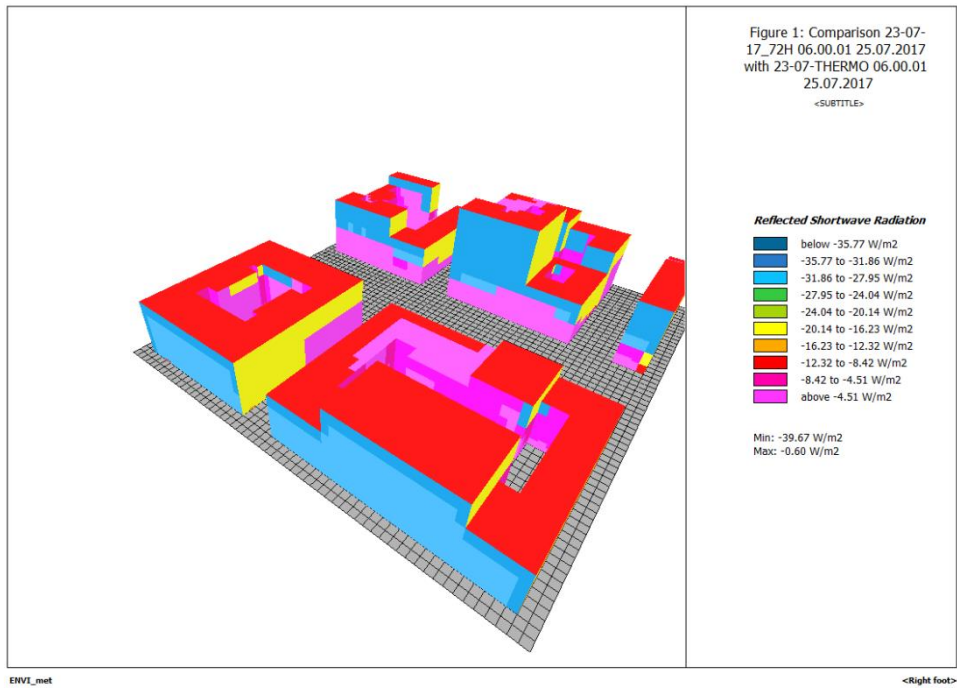 Figure 1: Comparison 23-07-
17_72H 06.00.01 25.07.2017
with 23-07-THERMO 06.00.01
25.07.2017
<SUBTITLE>
Reflected Shortwave Radiation
below -35.77 W/m2
-35.77 to -31.86 W/m2
-31.86 to -27.95 W/m2
-27.95 to -24.04 W/m2
-24.04 to -20.14 W/m2
-20.14 to -16.23 W/m2
-16.23 to -12.32 W/m2
-12.32 to -8.42 W/m2
-8.42 to -4.51 W/m2
above -4.51 W/m2
Min: -39.67 W/m2
Max: -0.60 W/m2
ENVI_met
<Right foot>